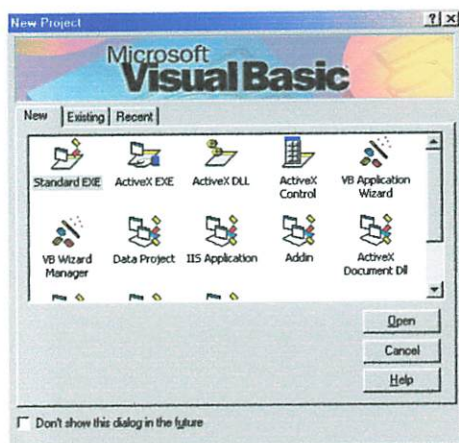 New Project
Microsoft
Visual Basic
New Existing Recent
Standard EXE ActiveX EXE ActiveX DLL ActiveX Control VB Application Wizard
VB Wizard Manager Data Project IIS Application Addin ActiveX Document Dll
Open
Cancel
Help
Don't show this dialog in the future